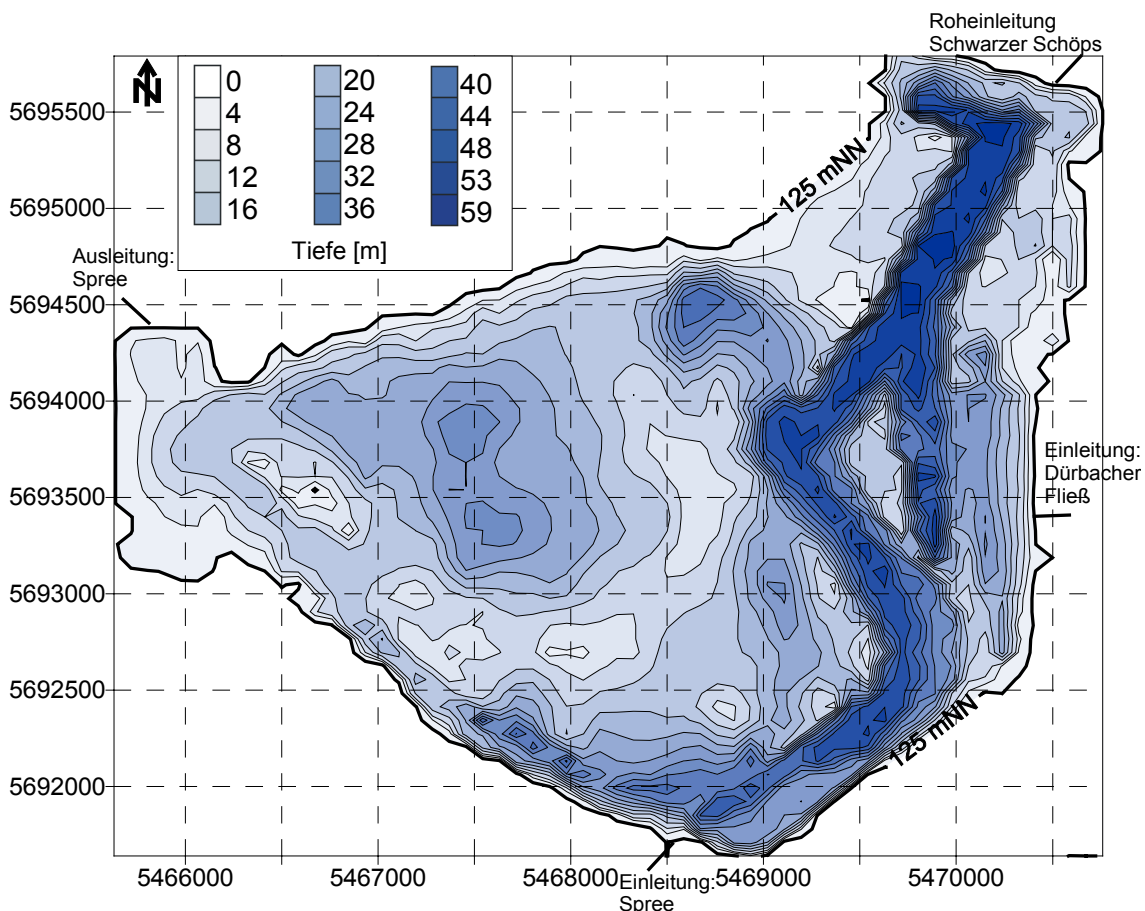 Roheinleitung
Schwarzer Schöps
N
0
4
8
12
16
20
24
28
32
36
40
44
48
53
59
Tiefe [m]
125 mNN
Ausleitung:
Spree
Einleitung:
Dürbacher
Fließ
125 mNN
Einleitung:
Spree
5695500
5695000
5694500
5694000
5693500
5693000
5692500
5692000
5466000
5467000
5468000
5469000
5470000